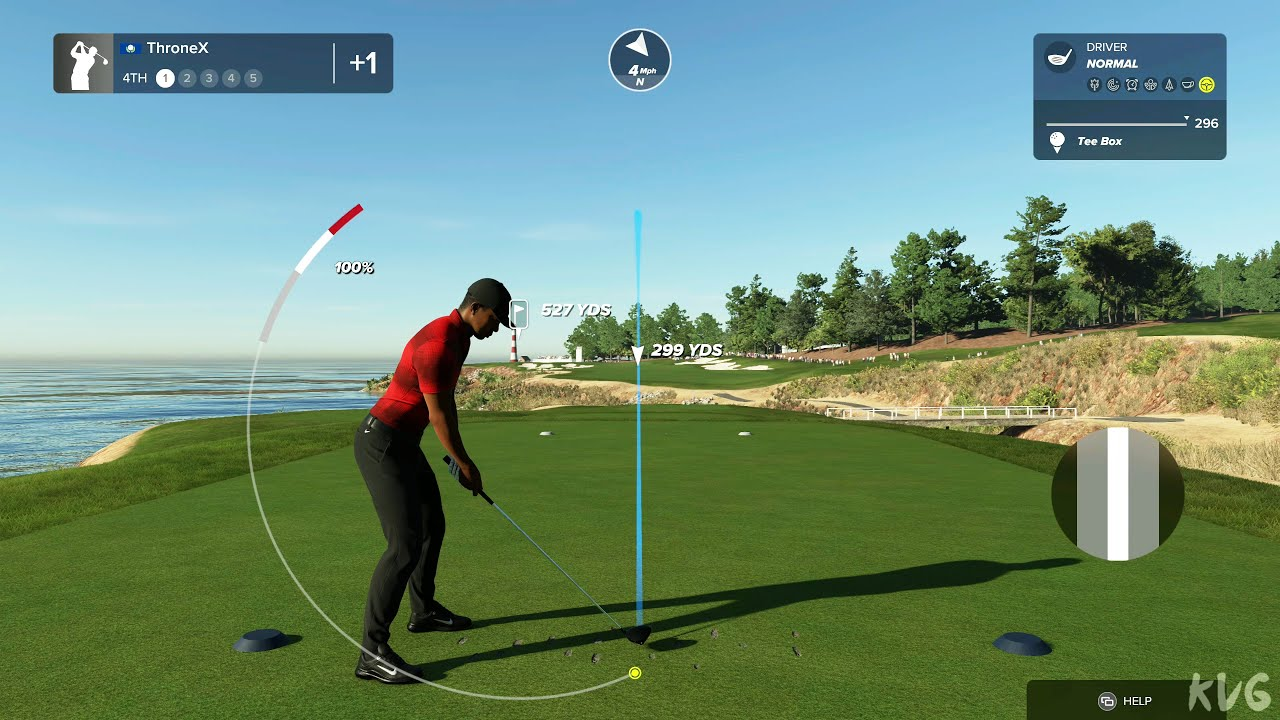 ThroneX
4TH 1 2 3 4 5
+1
4 Mph
N
DRIVER
NORMAL
296
Tee Box
100%
527 YDS
299 YDS
HELP
KVG